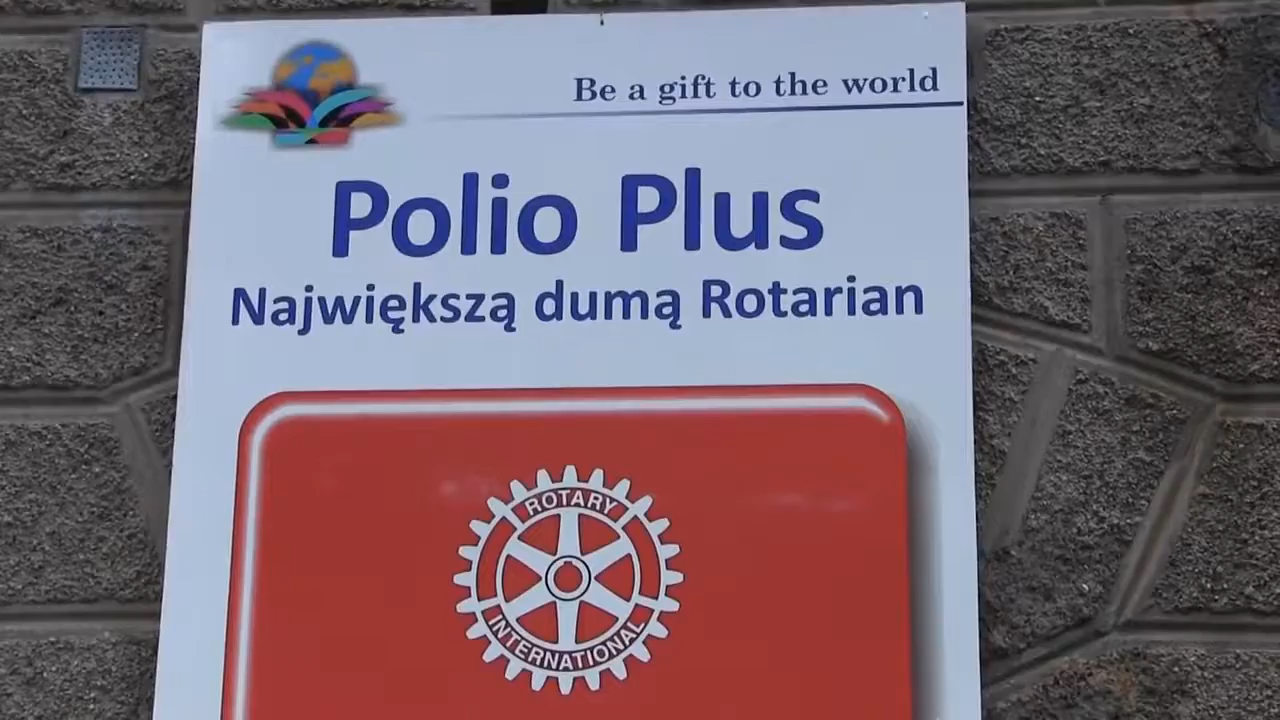 Be a gift to the world
Polio Plus
Największą dumą Rotarian
ROTARY
INTERNATIONAL